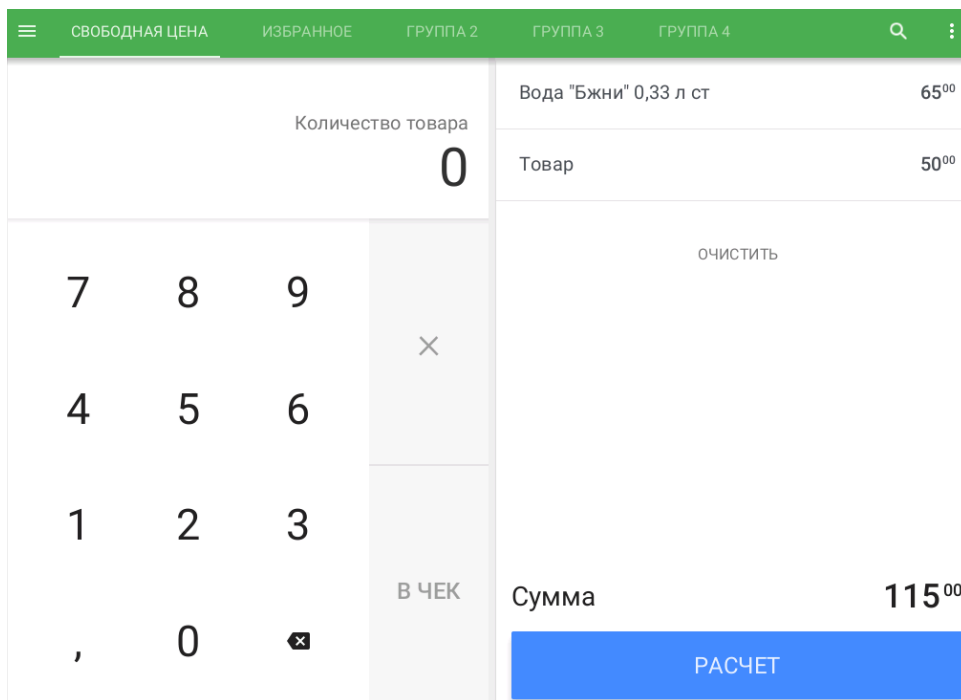 СВОБОДНАЯ ЦЕНА ИЗБРАННОЕ ГРУППА 2 ГРУППА 3 ГРУППА 4
Количество товара
0
7 8 9
4 5 6
1 2 3
, 0
×
В ЧЕК
Вода "Бжни" 0,33 л ст 65⁰⁰
Товар 50⁰⁰
ОЧИСТИТЬ
Сумма 115⁰⁰
РАСЧЕТ